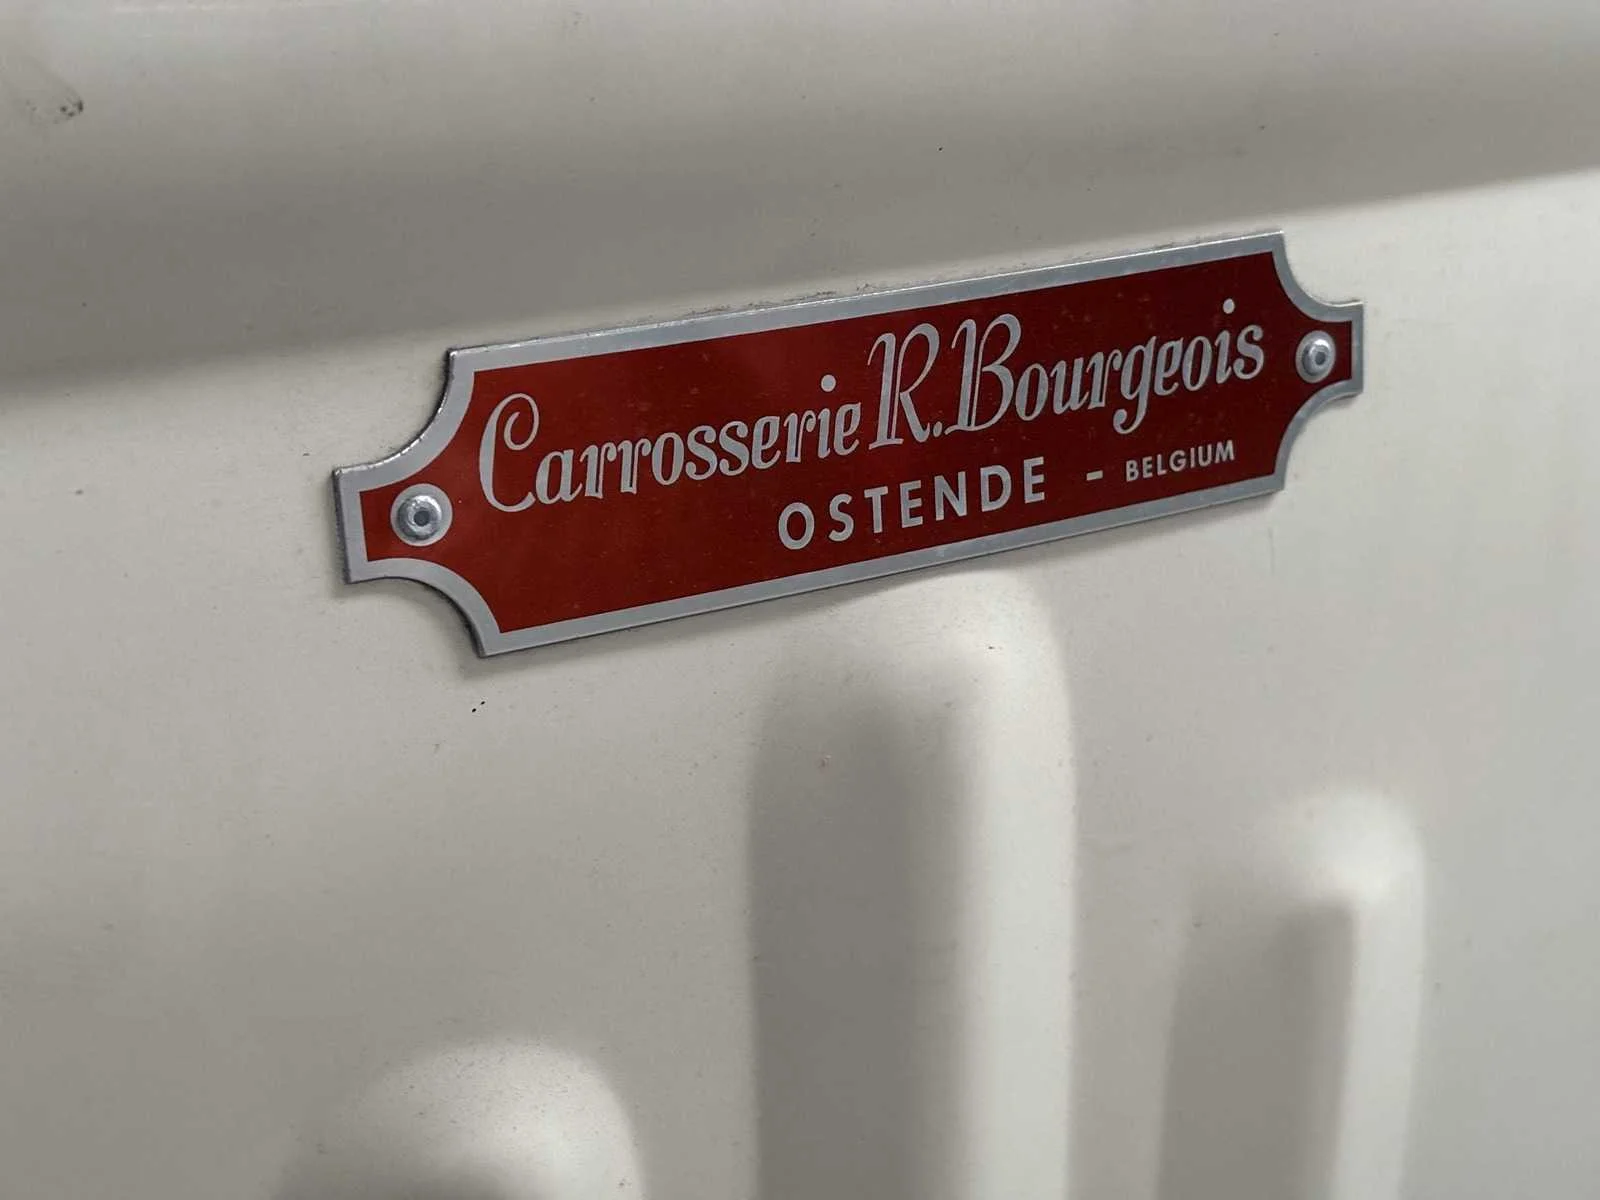 Carrosserie R. Bourgeois
OSTENDE - BELGIUM